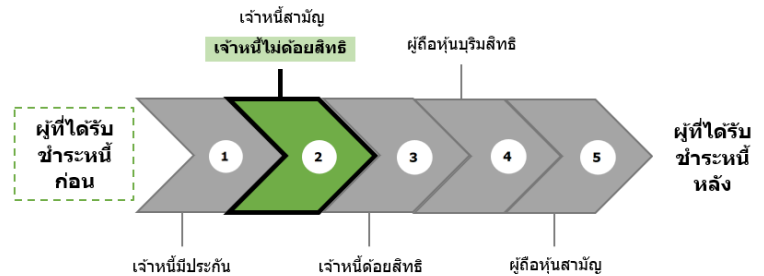 เจ้าหนี้สามัญ
เจ้าหนี้ไม่ด้อยสิทธิ
ผู้ถือหุ้นบุริมสิทธิ
ผู้ที่ได้รับ
ชำระหนี้
ก่อน
1
2
3
4
5
ผู้ที่ได้รับ
ชำระหนี้
หลัง
เจ้าหนี้มีประกัน
เจ้าหนี้ด้อยสิทธิ
ผู้ถือหุ้นสามัญ